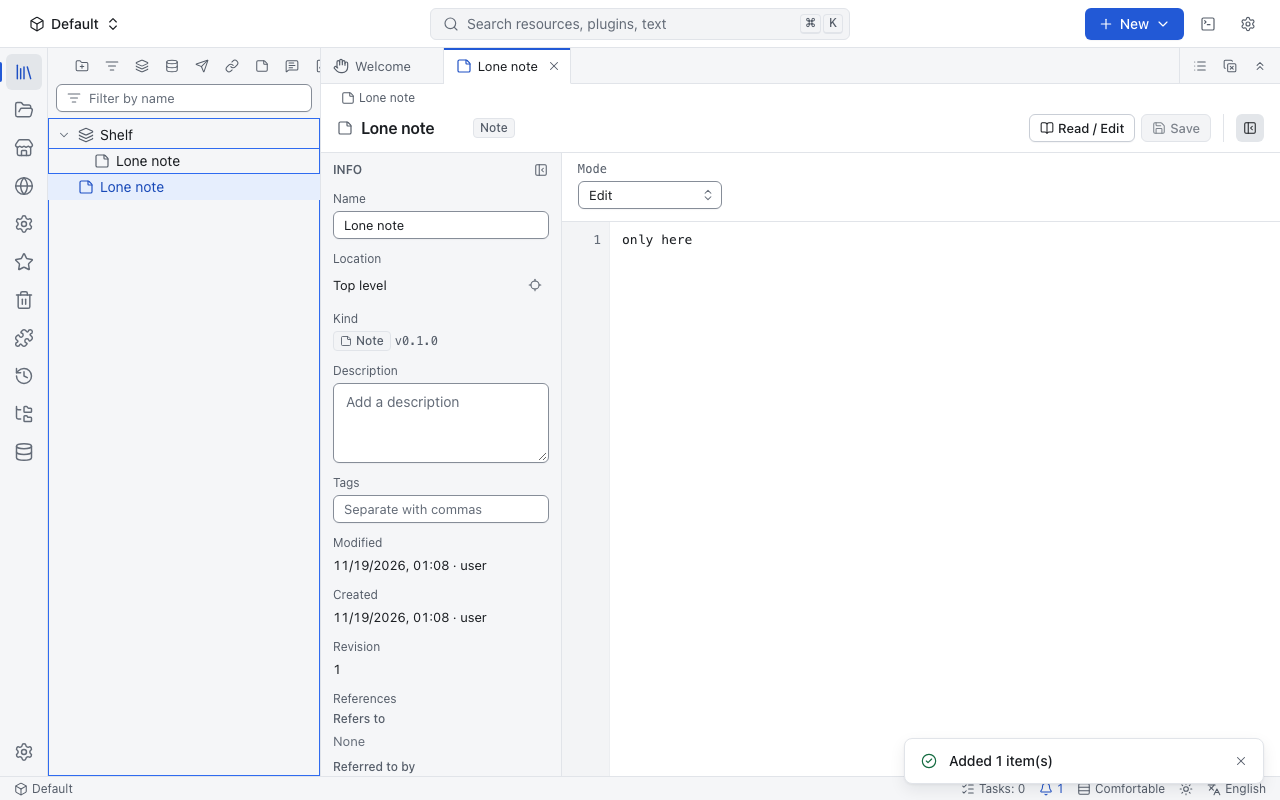 Default
Search resources, plugins, text
⌘ K
New
Welcome
Lone note
Filter by name
Shelf
Lone note
Lone note
Lone note
Lone note
Note
Read / Edit
Save
INFO
Name
Lone note
Location
Top level
Kind
Note v0.1.0
Description
Add a description
Tags
Separate with commas
Modified
11/19/2026, 01:08 · user
Created
11/19/2026, 01:08 · user
Revision
1
References
Refers to
None
Referred to by
Mode
Edit
1 only here
Added 1 item(s)
Default
Tasks: 0
1
Comfortable
English